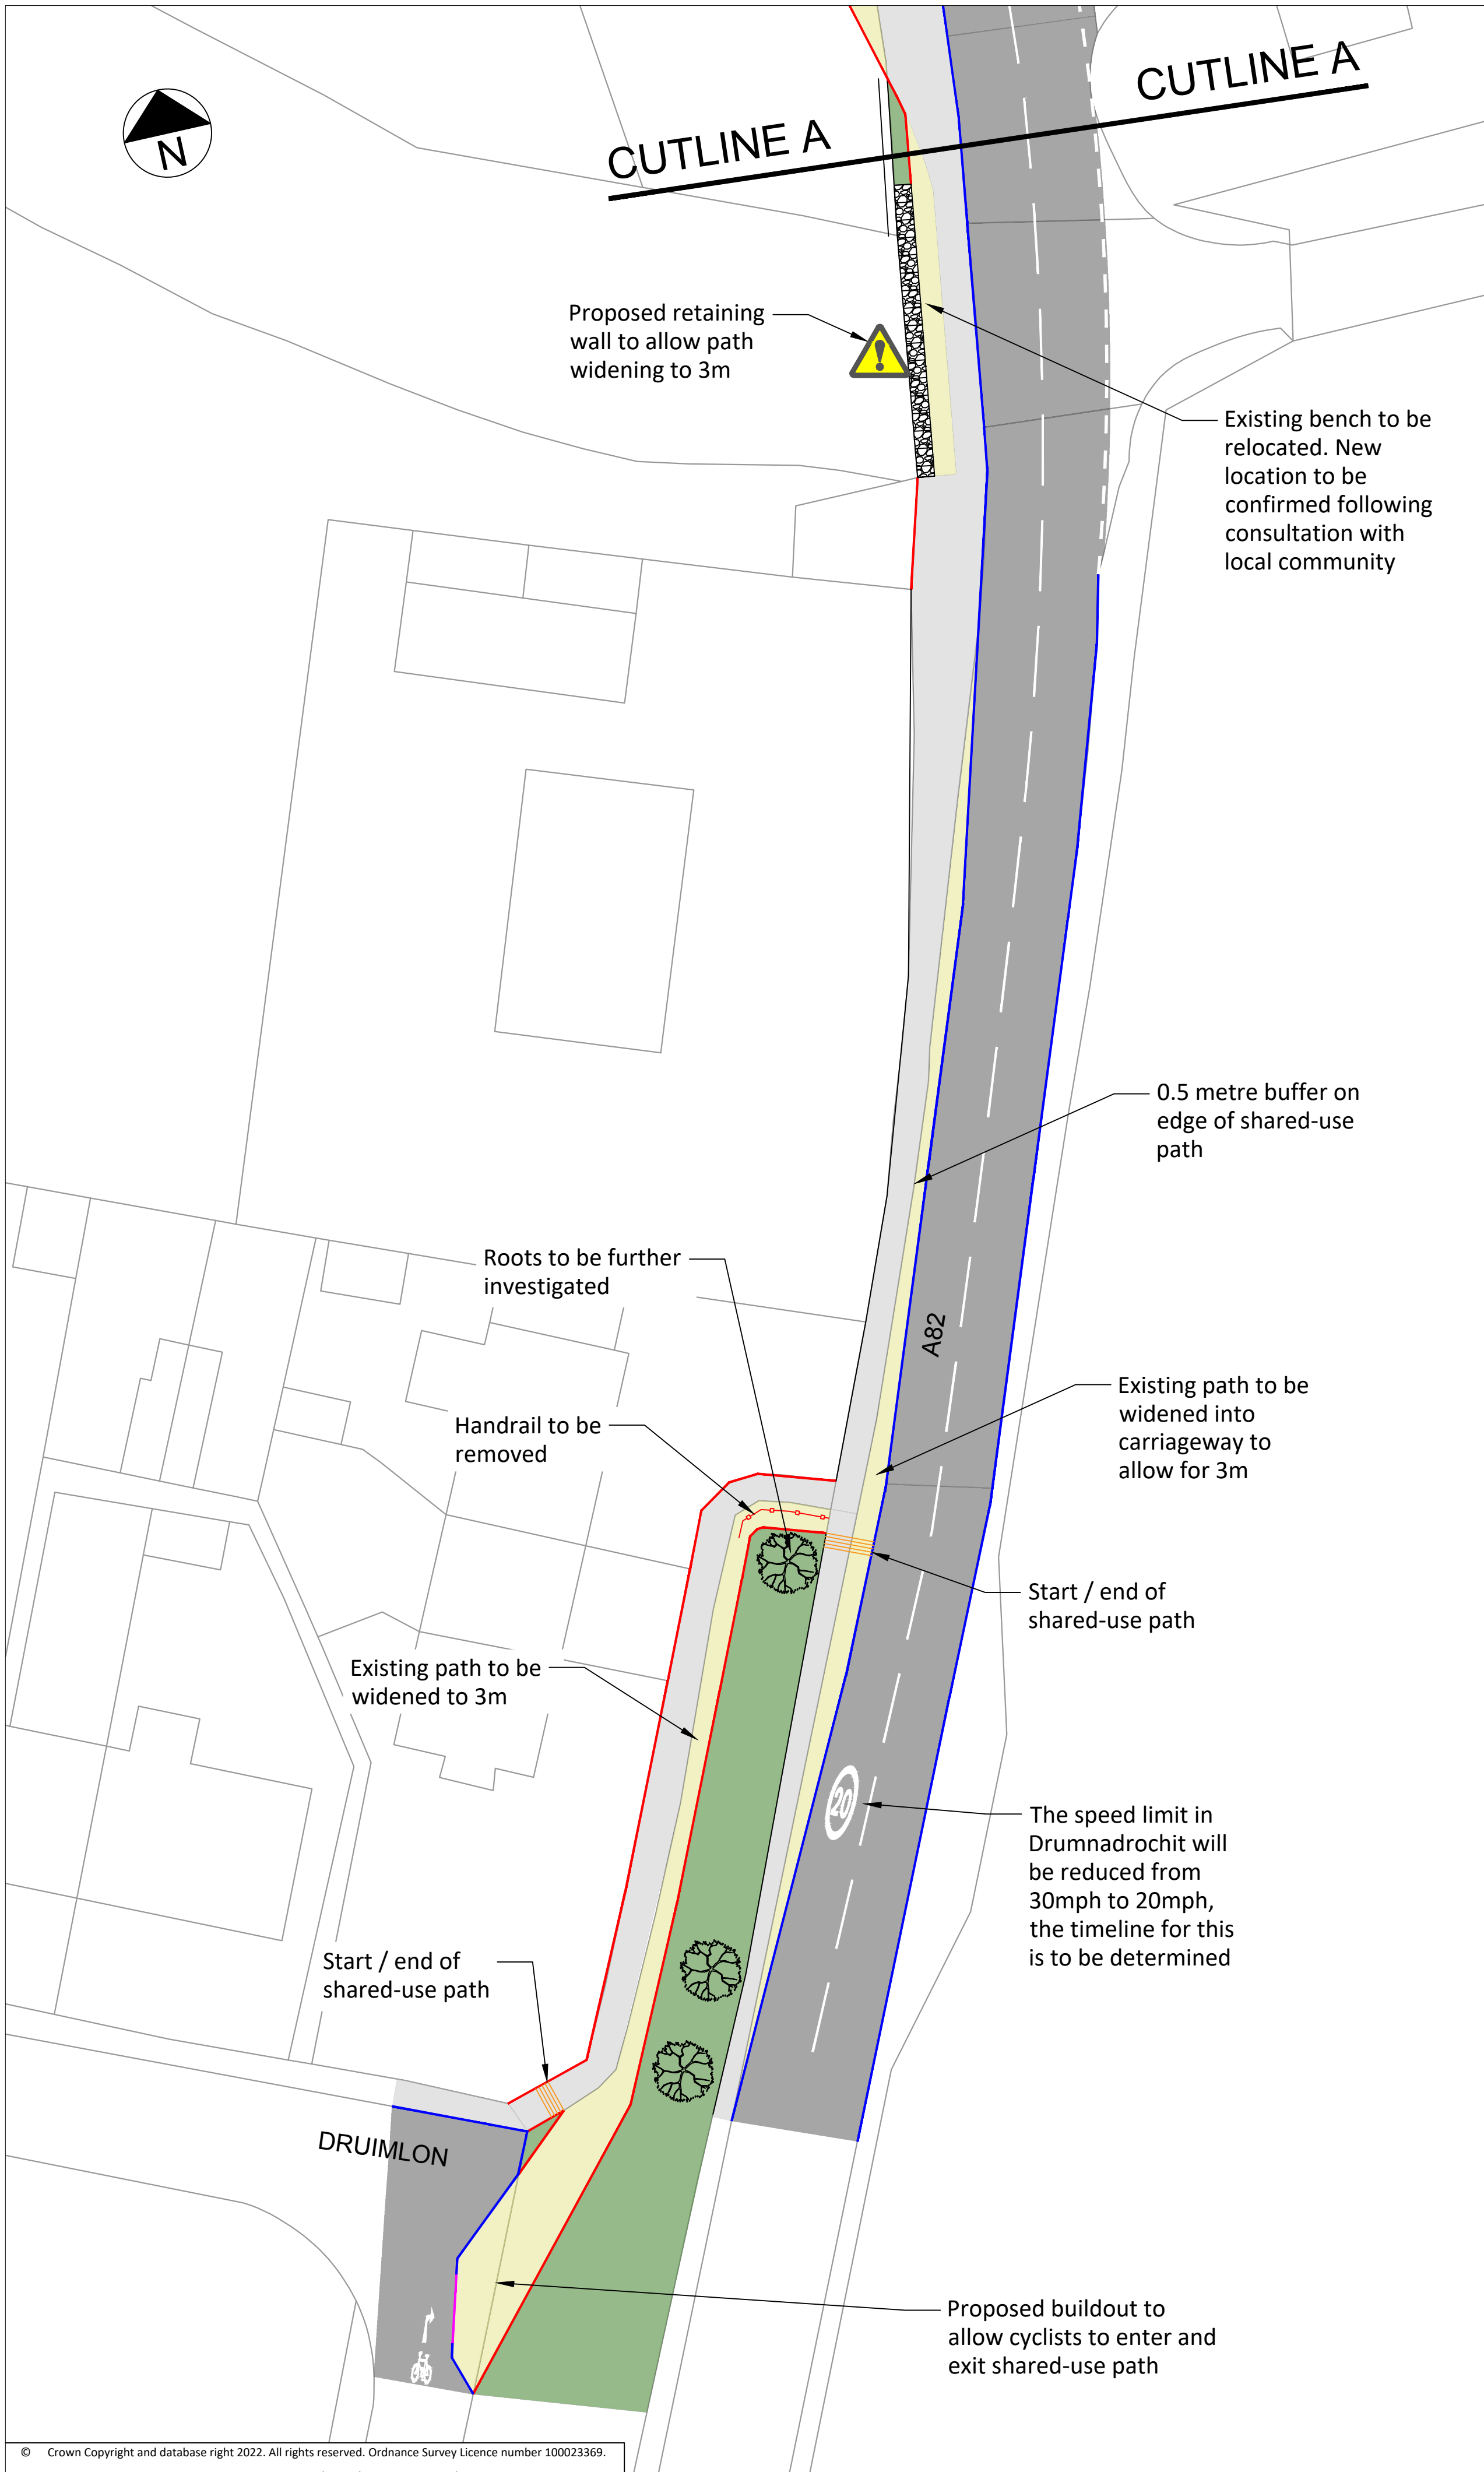 CUTLINE A
CUTLINE A
N
Proposed retaining
wall to allow path
widening to 3m
Existing bench to be
relocated. New
location to be
confirmed following
consultation with
local community
0.5 metre buffer on
edge of shared-use
path
Roots to be further
investigated
A82
Existing path to be
widened into
carriageway to
allow for 3m
Handrail to be
removed
Start / end of
shared-use path
Existing path to be
widened to 3m
20
The speed limit in
Drumnadrochit will
be reduced from
30mph to 20mph,
the timeline for this
is to be determined
Start / end of
shared-use path
DRUIMLON
Proposed buildout to
allow cyclists to enter and
exit shared-use path
© Crown Copyright and database right 2022. All rights reserved. Ordnance Survey Licence number 100023369.